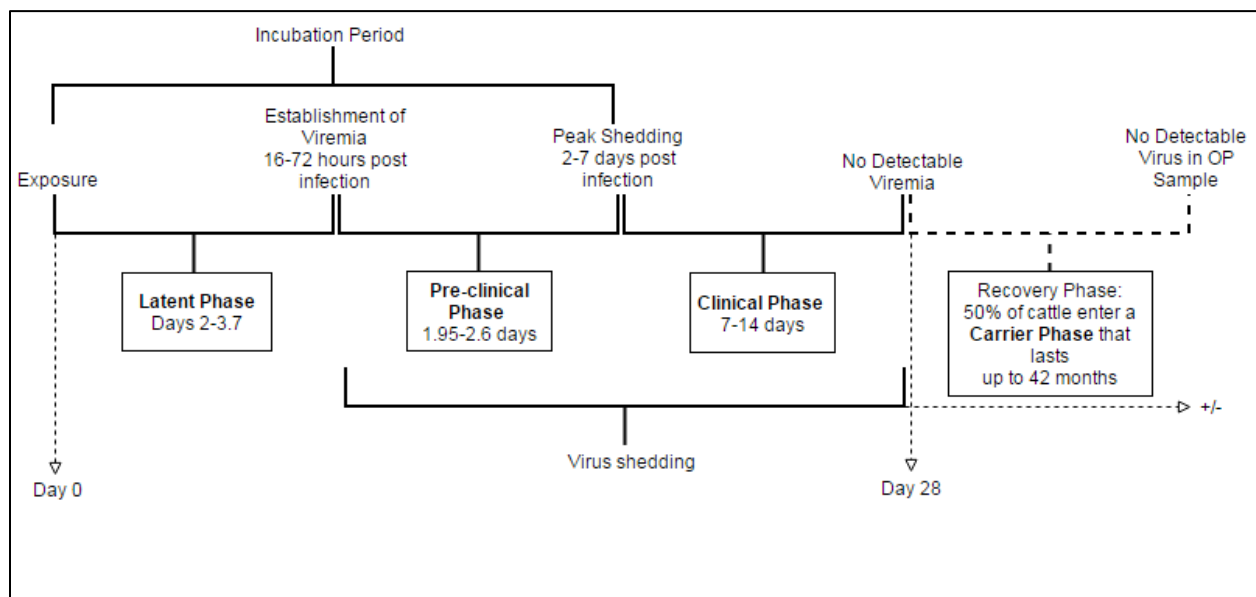 Incubation Period
Exposure
Establishment of
Viremia
16-72 hours post
infection
Peak Shedding
2-7 days post
infection
No Detectable
Viremia
No Detectable
Virus in OP
Sample
Latent Phase
Days 2-3.7
Pre-clinical
Phase
1.95-2.6 days
Clinical Phase
7-14 days
Recovery Phase:
50% of cattle enter a
Carrier Phase that
lasts
up to 42 months
+/-
Virus shedding
Day 0
Day 28